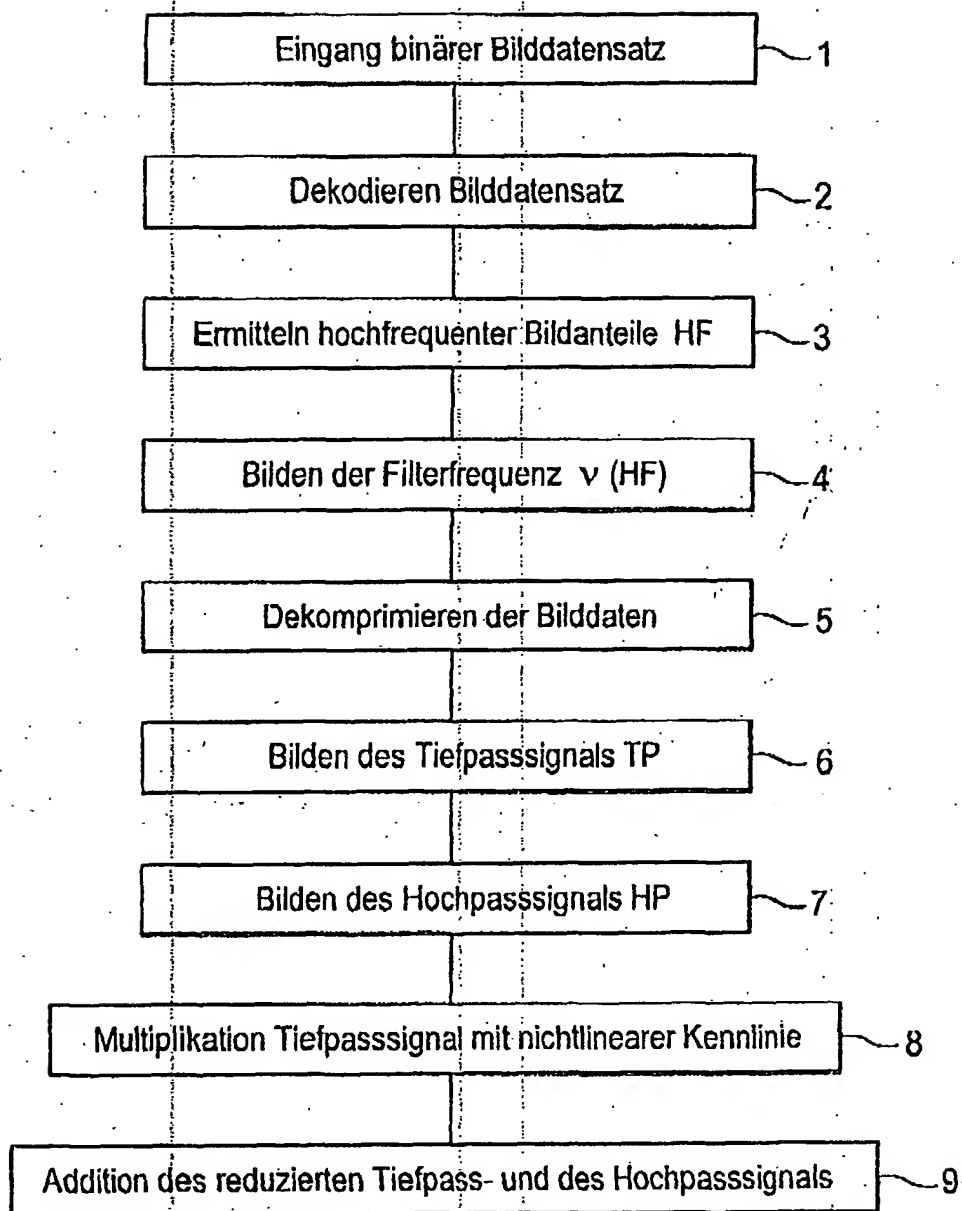 Eingang binärer Bilddatensatz 1
Dekodieren Bilddatensatz 2
Ermitteln hochfrequenter Bildanteile HF 3
Bilden der Filterfrequenz ν (HF) 4
Dekomprimieren der Bilddaten 5
Bilden des Tiefpasssignals TP 6
Bilden des Hochpasssignals HP 7
Multiplikation Tiefpasssignal mit nichtlinearer Kennlinie 8
Addition des reduzierten Tiefpass- und des Hochpasssignals 9